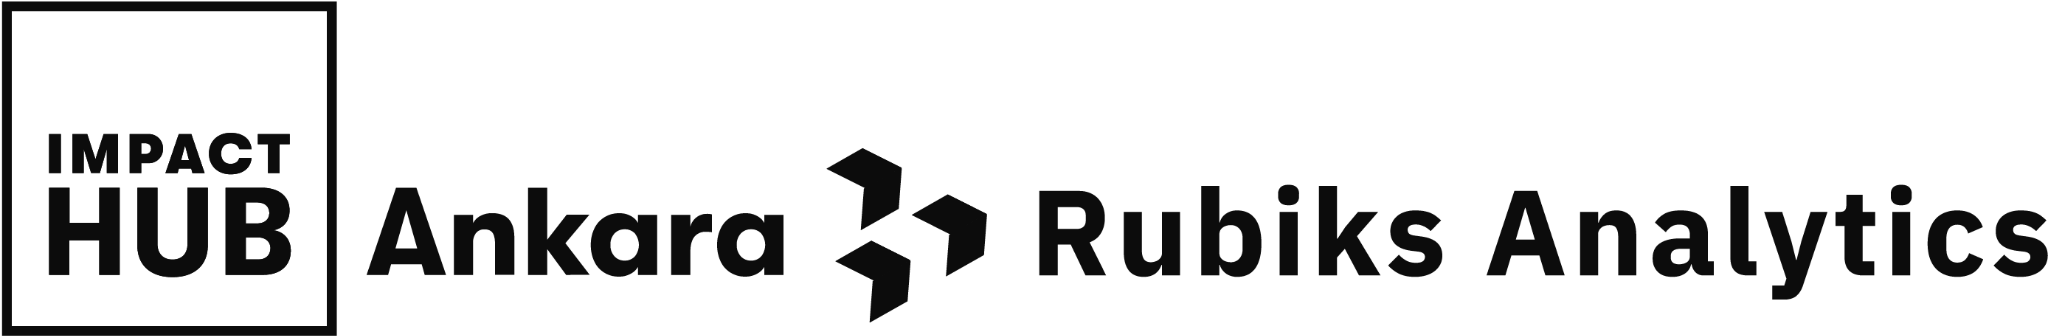 IMPACT
HUB Ankara Rubiks Analytics